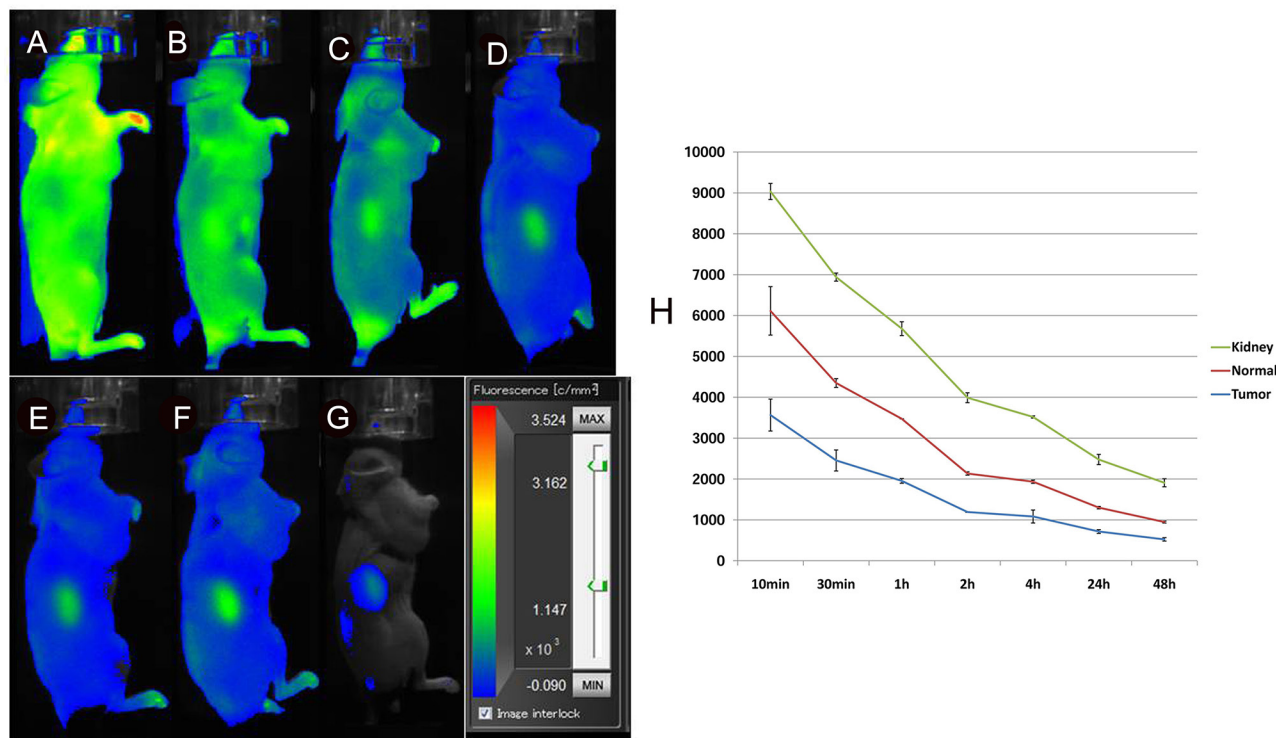 A
B
C
D
E
F
G
Fluorescence [c/mm²]
3.524
MAX
3.162
1.147
x 10³
-0.090
MIN
Image interlock
H
10000
9000
8000
7000
6000
5000
4000
3000
2000
1000
0
10min 30min 1h 2h 4h 24h 48h
Kidney
Normal
Tumor